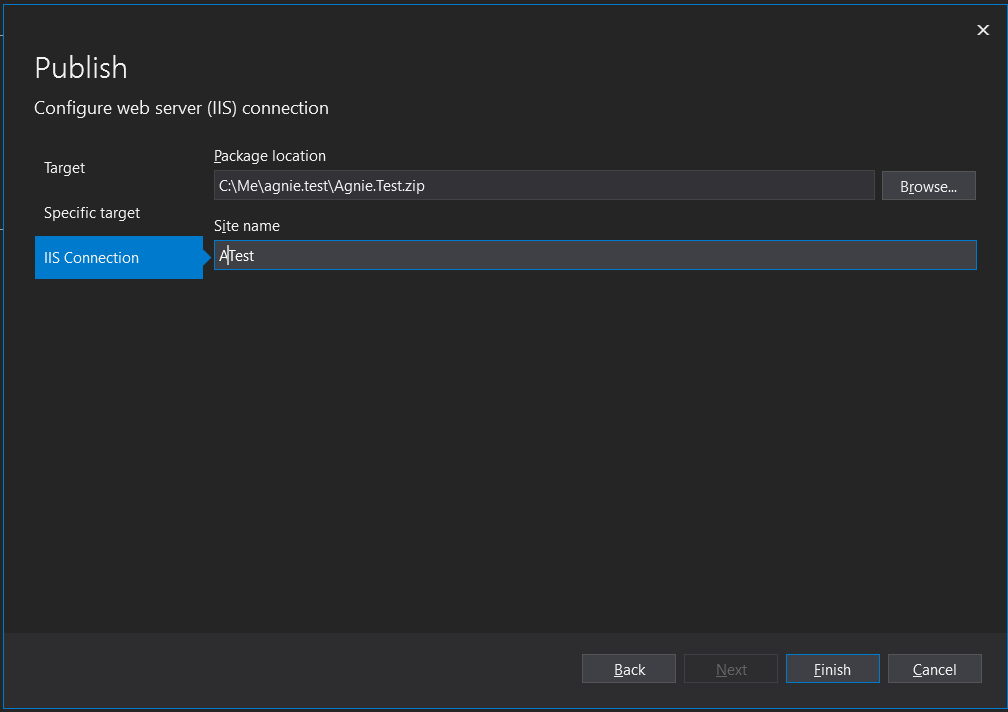 Publish
Configure web server (IIS) connection
Target
Specific target
IIS Connection
Package location
C:\Me\agnie.test\Agnie.Test.zip
Browse...
Site name
ATest
Back
Next
Finish
Cancel